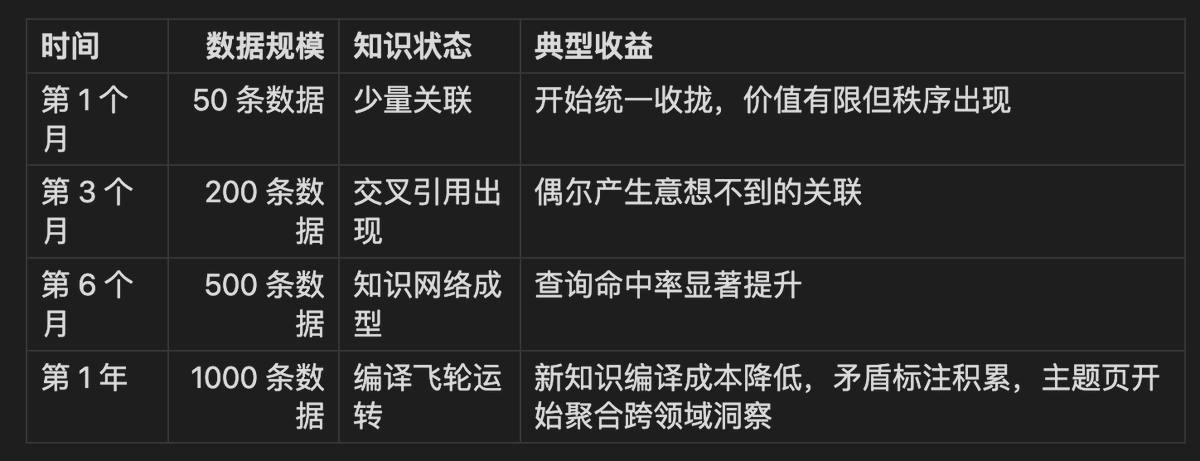 时间 数据规模 知识状态 典型收益
第 1 个月 50 条数据 少量关联 开始统一收拢，价值有限但秩序出现
第 3 个月 200 条数据 交叉引用出现 偶尔产生意想不到的关联
第 6 个月 500 条数据 知识网络成型 查询命中率显著提升
第 1 年 1000 条数据 编译飞轮运转 新知识编译成本降低，矛盾标注积累，主题页开始聚合跨领域洞察